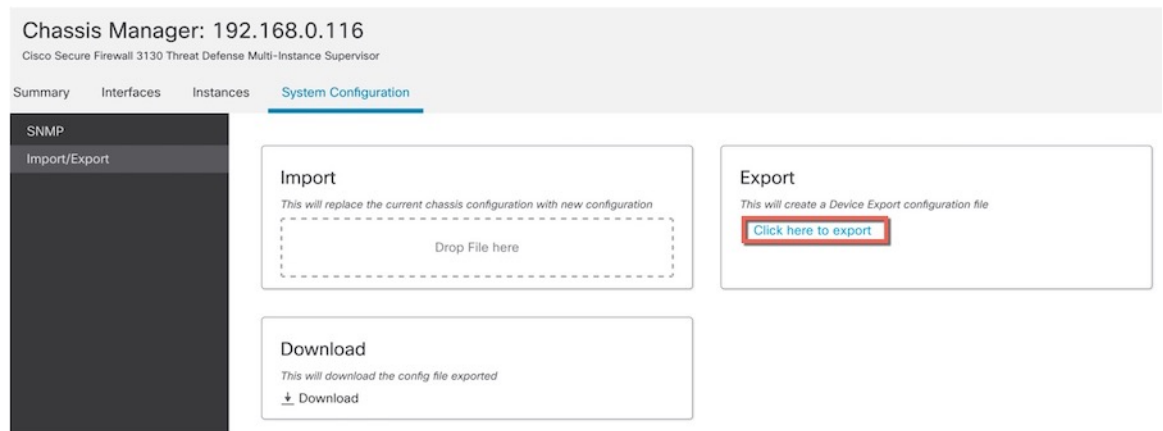 Chassis Manager: 192.168.0.116
Cisco Secure Firewall 3130 Threat Defense Multi-Instance Supervisor
Summary Interfaces Instances System Configuration
SNMP
Import/Export
Import
This will replace the current chassis configuration with new configuration
Drop File here
Export
This will create a Device Export configuration file
Click here to export
Download
This will download the config file exported
Download